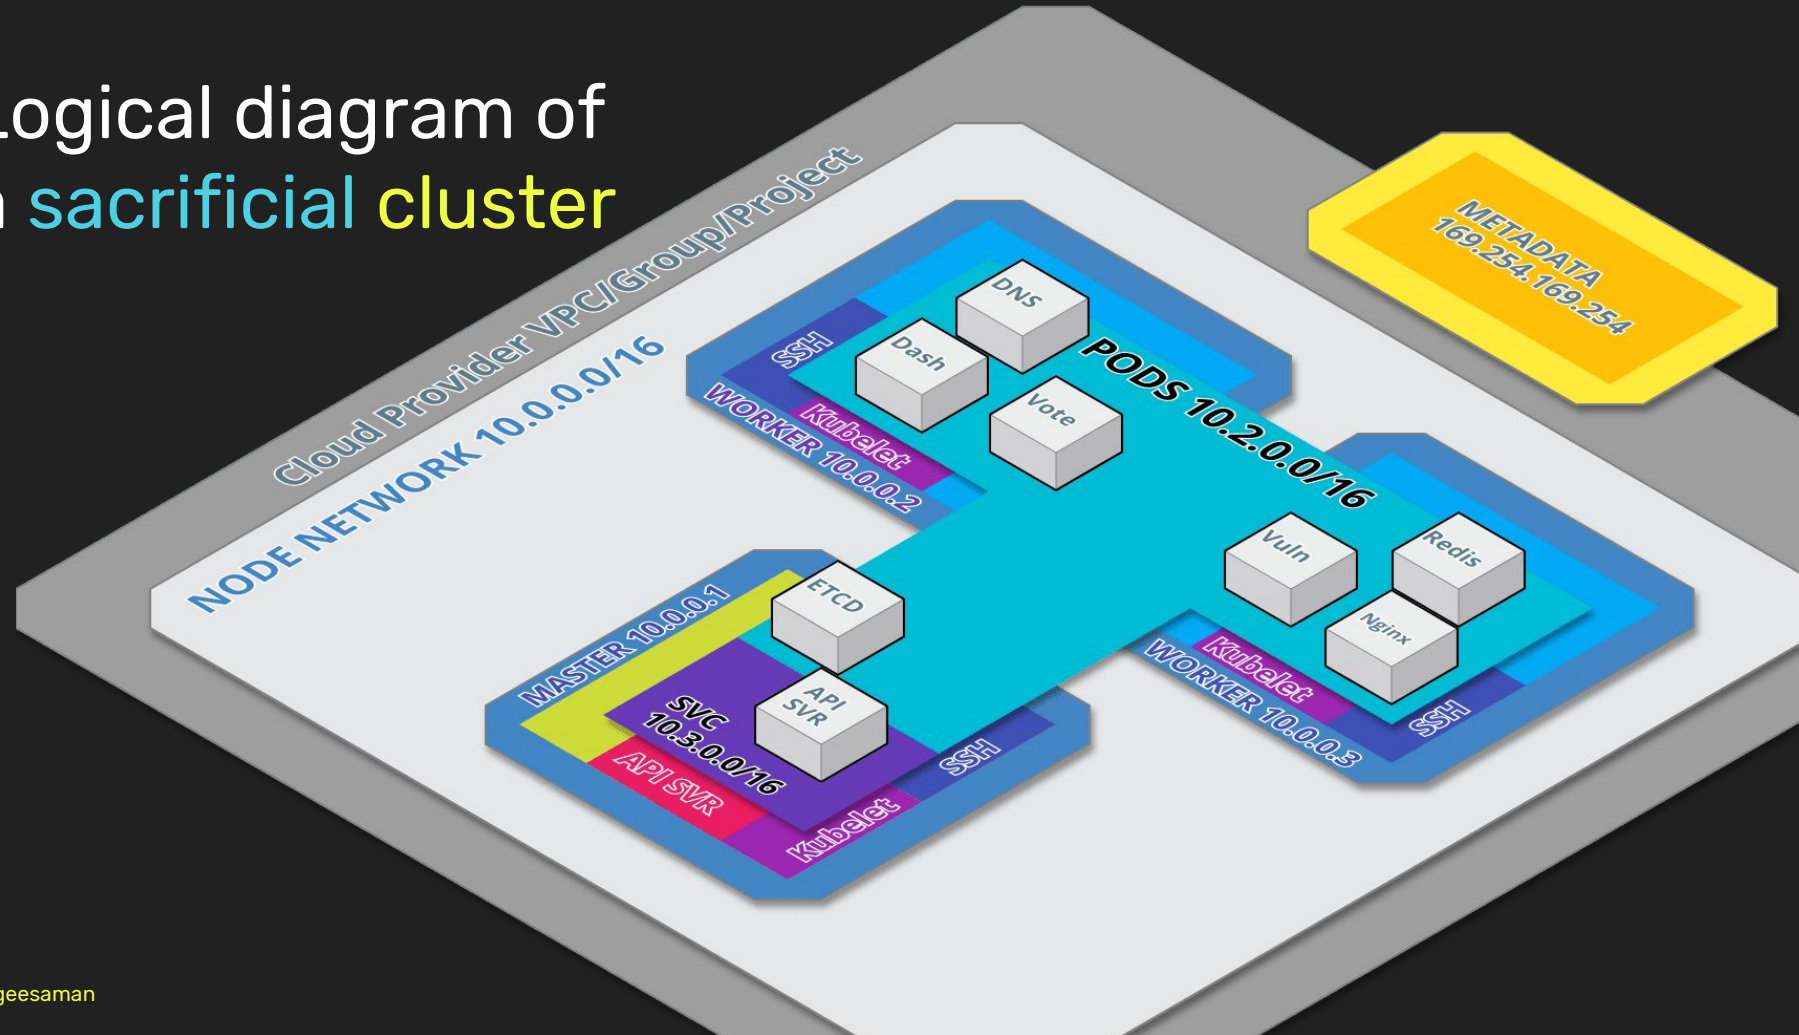 Logical diagram of
sacrificial cluster
Cloud Provider VPC/Group/Project
NODE NETWORK 10.0.0.0/16
METADATA
169.254.169.254
DNS
Dash
Vote
SSH
Kubelet
WORKER 10.0.0.2
PODS 10.2.0.0/16
Vuln
Redis
Nginx
Kubelet
WORKER 10.0.0.3
SSH
ETCD
MASTER 10.0.0.1
API
SVR
SVC
10.3.0.0/16
API SVR
Kubelet
SSH
geesaman